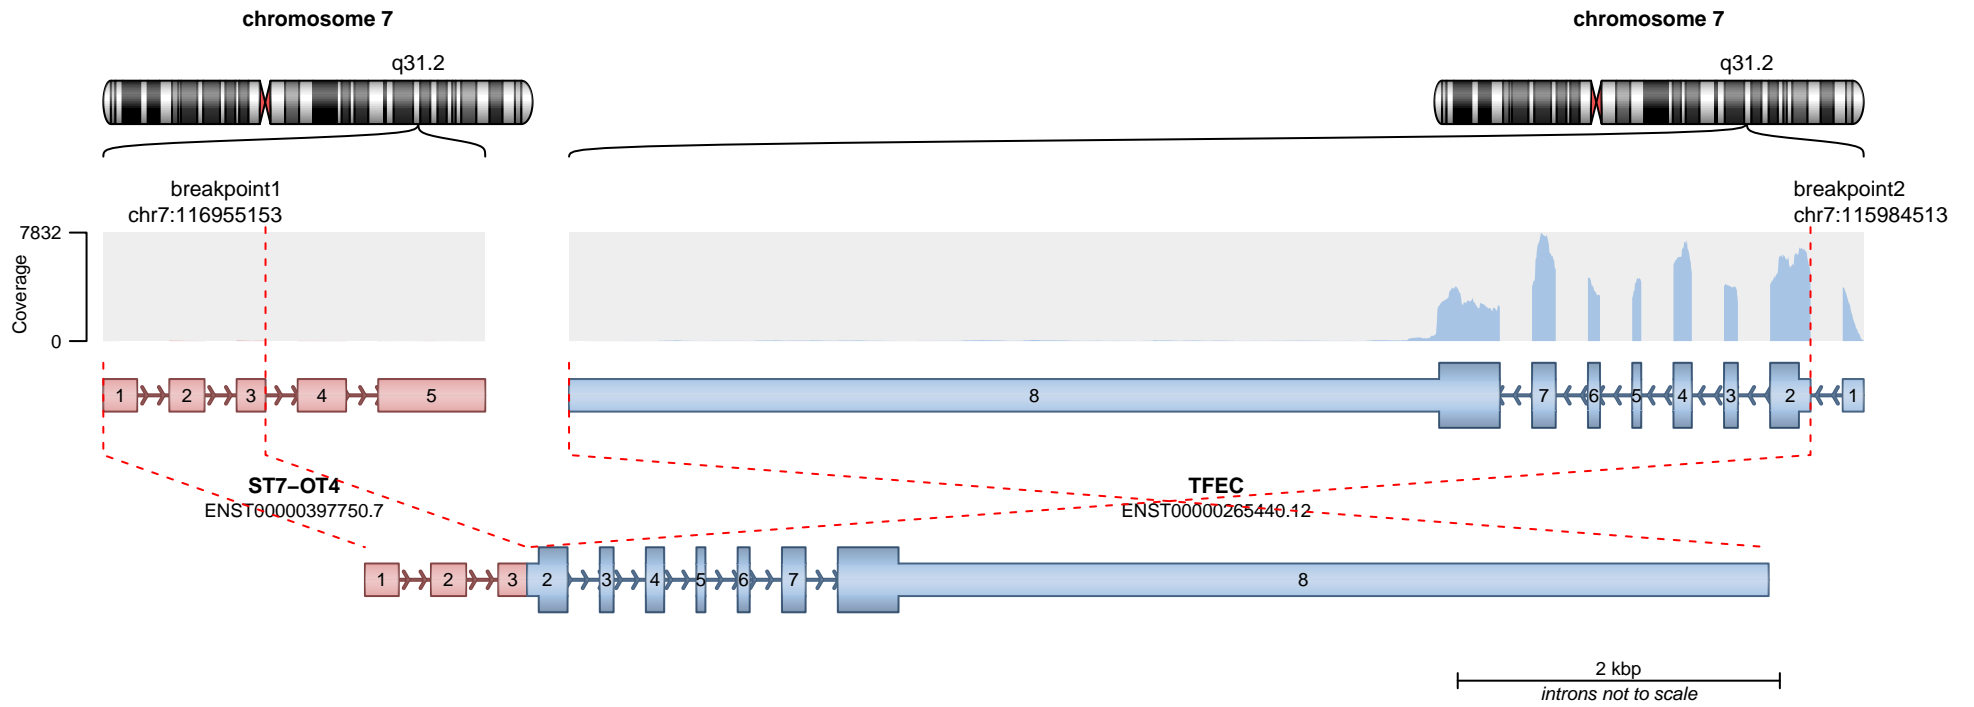 chromosome 7
chromosome 7
q31.2
q31.2
breakpoint1
chr7:116955153
breakpoint2
chr7:115984513
7832
Coverage
0
1 2 3 4 5
8 7 6 5 4 3 2 1
ST7–OT4
ENST00000397750.7
TFEC
ENST00000265440.12
1 2 3 2 3 4 5 6 7 8
2 kbp
introns not to scale